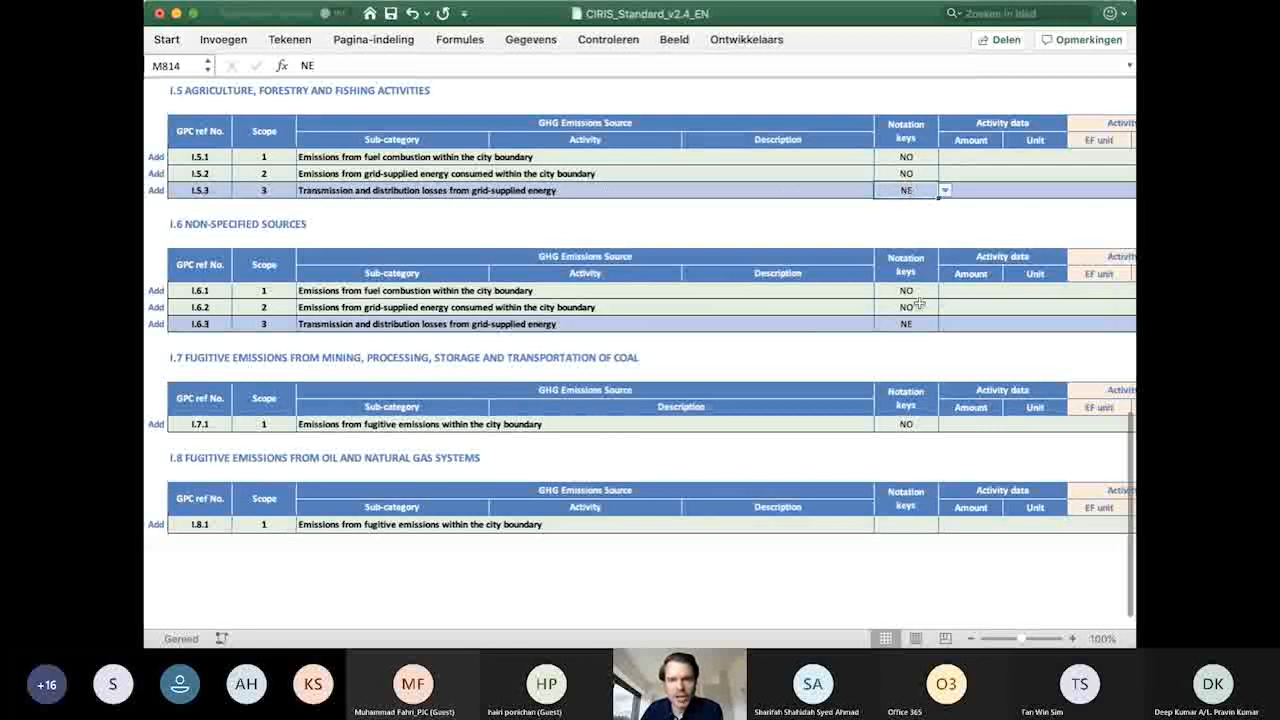 CIRIS_Standard_v2.4_EN
Zoeken in blad
Start Invoegen Tekenen Pagina-indeling Formules Gegevens Controleren Beeld Ontwikkelaars Delen Opmerkingen
M814 fx NE
I.5 AGRICULTURE, FORESTRY AND FISHING ACTIVITIES
GPC ref No. Scope GHG Emissions Source Notation keys Activity data Activit
Sub-category Activity Description Amount Unit EF unit
Add I.5.1 1 Emissions from fuel combustion within the city boundary NO
Add I.5.2 2 Emissions from grid-supplied energy consumed within the city boundary NO
Add I.5.3 3 Transmission and distribution losses from grid-supplied energy NE
I.6 NON-SPECIFIED SOURCES
GPC ref No. Scope GHG Emissions Source Notation keys Activity data Activit
Sub-category Activity Description Amount Unit EF unit
Add I.6.1 1 Emissions from fuel combustion within the city boundary NO
Add I.6.2 2 Emissions from grid-supplied energy consumed within the city boundary NO
Add I.6.3 3 Transmission and distribution losses from grid-supplied energy NE
I.7 FUGITIVE EMISSIONS FROM MINING, PROCESSING, STORAGE AND TRANSPORTATION OF COAL
GPC ref No. Scope GHG Emissions Source Notation keys Activity data Activit
Sub-category Description Amount Unit EF unit
Add I.7.1 1 Emissions from fugitive emissions within the city boundary NO
I.8 FUGITIVE EMISSIONS FROM OIL AND NATURAL GAS SYSTEMS
GPC ref No. Scope GHG Emissions Source Notation keys Activity data Activit
Sub-category Activity Description Amount Unit EF unit
Add I.8.1 1 Emissions from fugitive emissions within the city boundary
Gereed 100%
+16 S AH KS MF HP SA O3 TS DK
Muhammad Fahri_PJC (Guest) hairi ponichan (Guest) Sharifah Shahidah Syed Ahmad Office 365 Tan Win Sim Deep Kumar A/L. Pravin Kumar